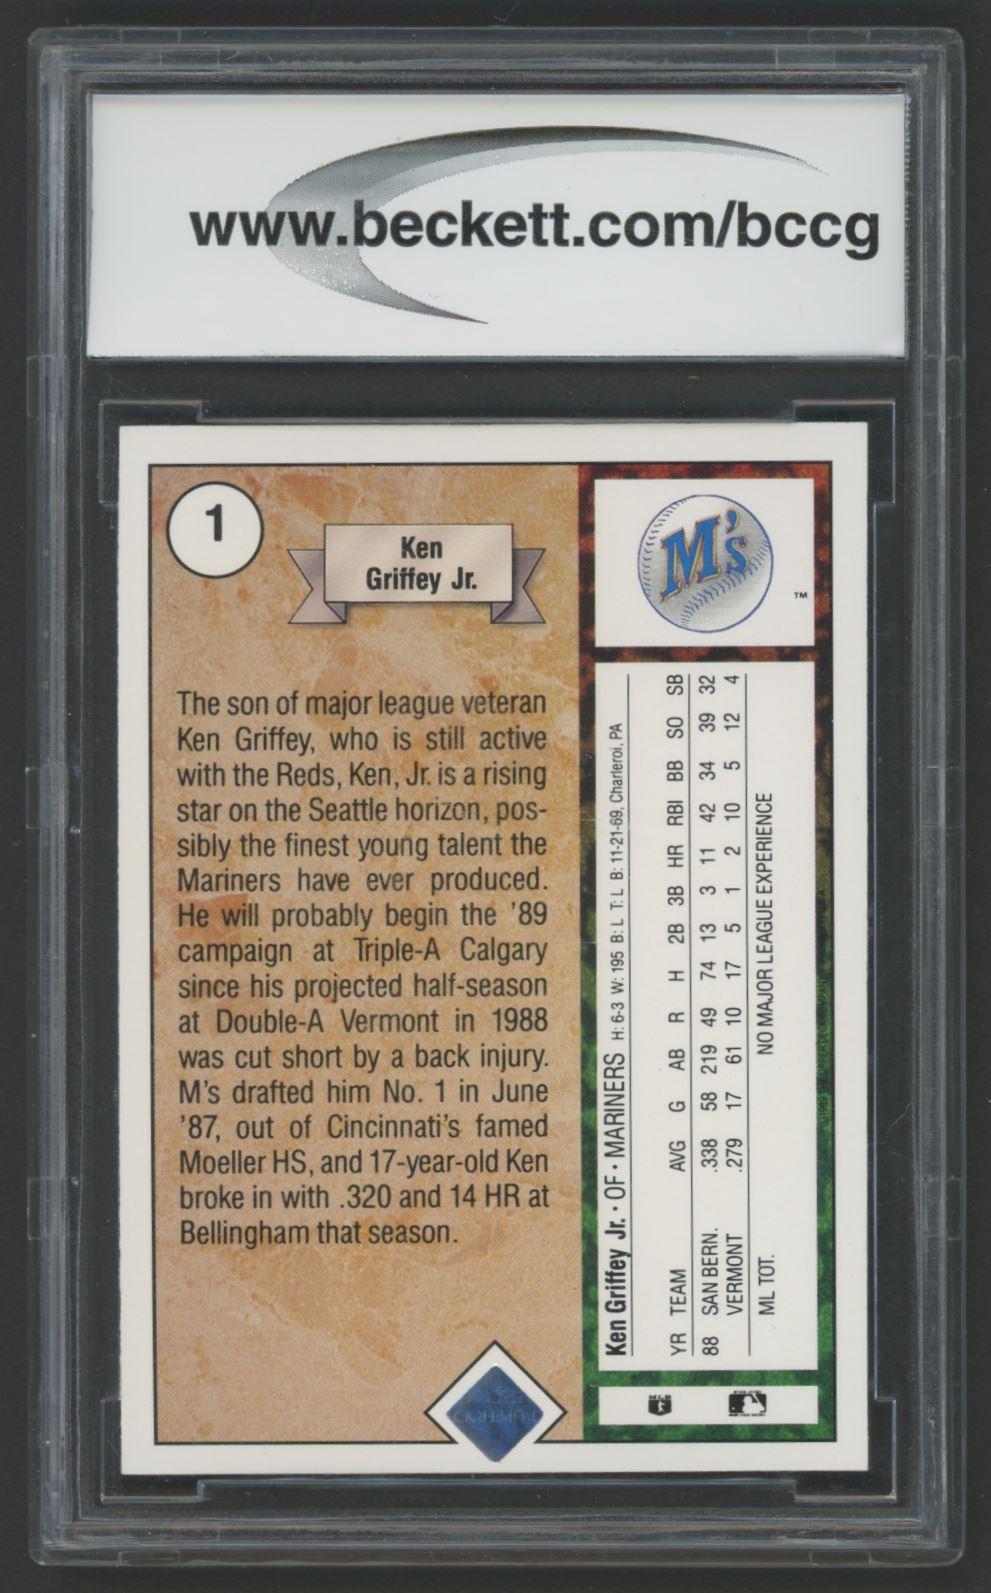 www.beckett.com/bccg
1
Ken
Griffey Jr.
M's
TM
The son of major league veteran
Ken Griffey, who is still active
with the Reds, Ken, Jr. is a rising
star on the Seattle horizon, pos-
sibly the finest young talent the
Mariners have ever produced.
He will probably begin the '89
campaign at Triple-A Calgary
since his projected half-season
at Double-A Vermont in 1988
was cut short by a back injury.
M's drafted him No. 1 in June
'87, out of Cincinnati's famed
Moeller HS, and 17-year-old Ken
broke in with .320 and 14 HR at
Bellingham that season.
Ken Griffey Jr. • OF • MARINERS H: 6-3 W: 195 B: L T: L B: 11-21-69, Charleroi, PA
YR TEAM AVG G AB R H 2B 3B HR RBI BB SO SB
88 SAN BERN. .338 58 219 49 74 13 3 11 42 34 39 32
VERMONT .279 17 61 10 17 5 1 2 10 5 12 4
ML TOT. NO MAJOR LEAGUE EXPERIENCE